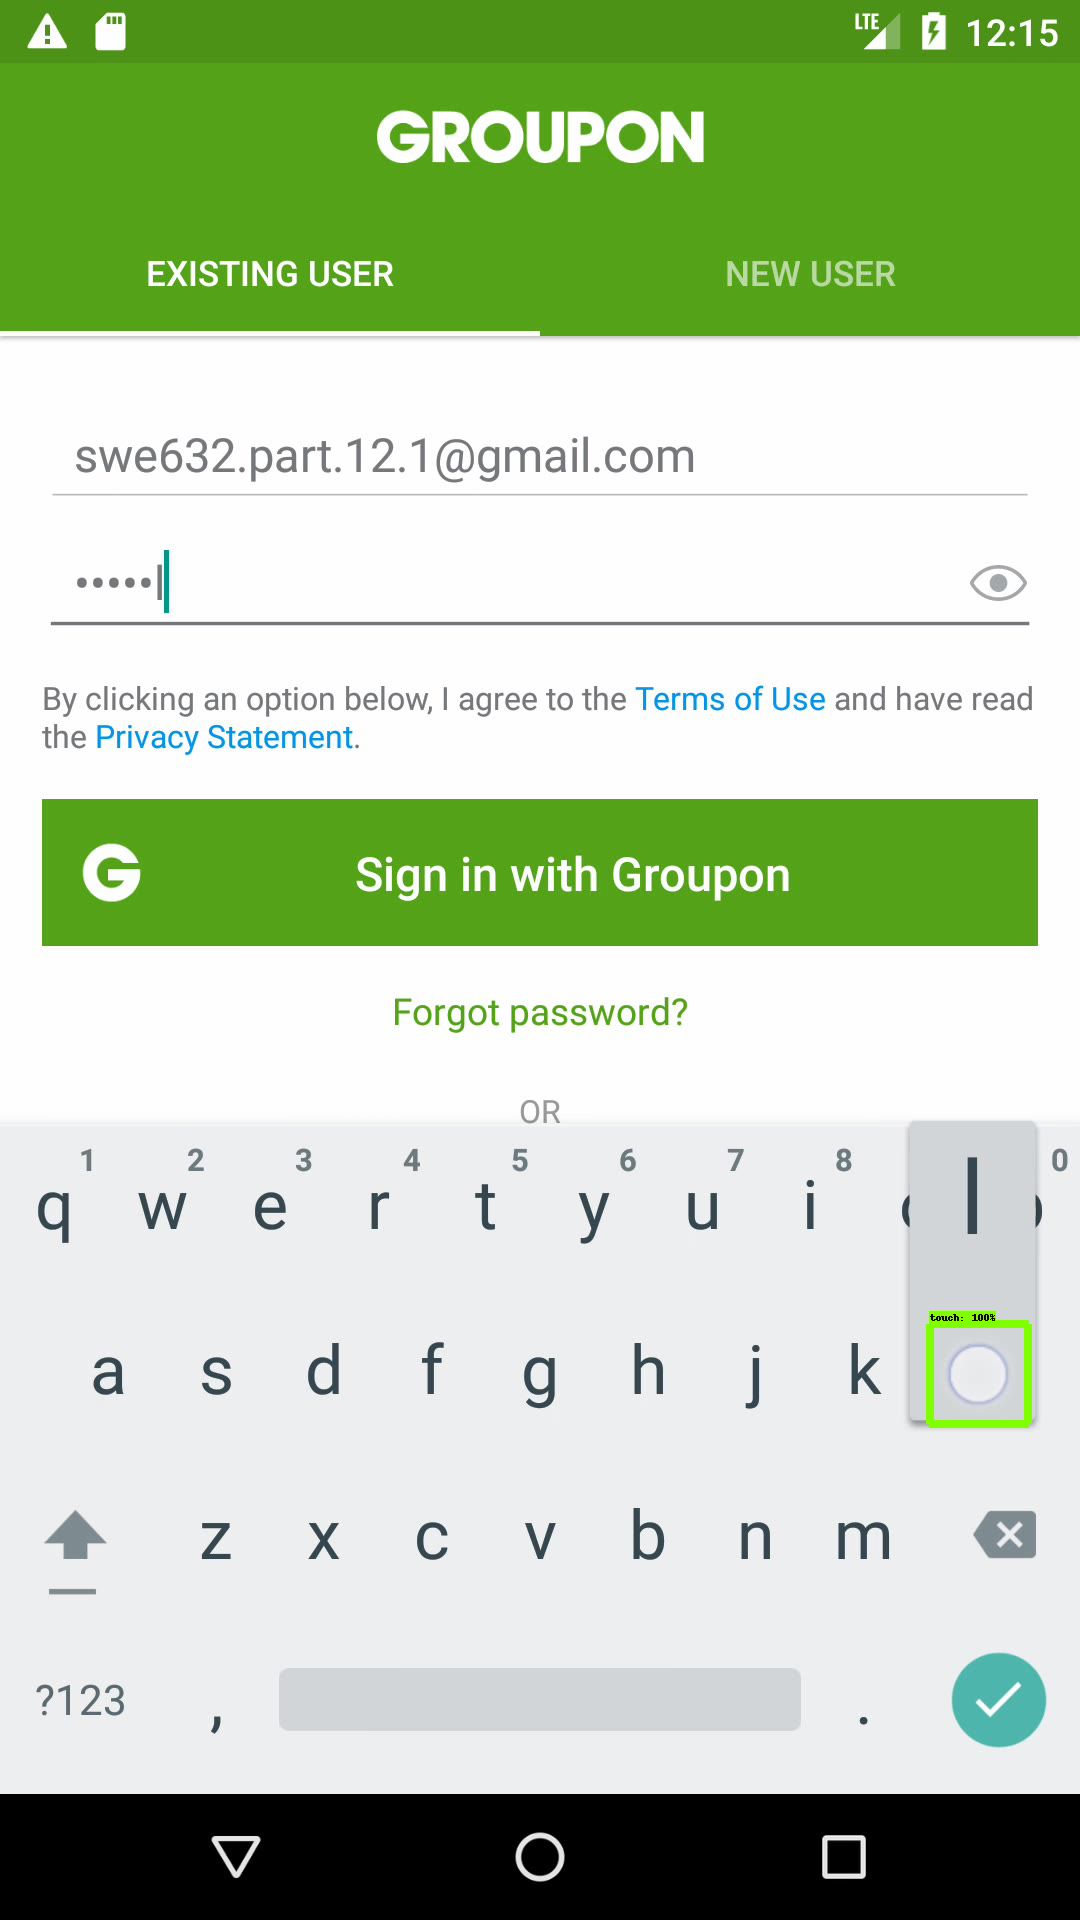 LTE 12:15
GROUPON
EXISTING USER NEW USER
swe632.part.12.1@gmail.com
•••••l
By clicking an option below, I agree to the Terms of Use and have read
the Privacy Statement.
G Sign in with Groupon
Forgot password?
OR
1 2 3 4 5 6 7 8 0
q w e r t y u i l
touch: 100%
a s d f g h j k
z x c v b n m
?123 , .